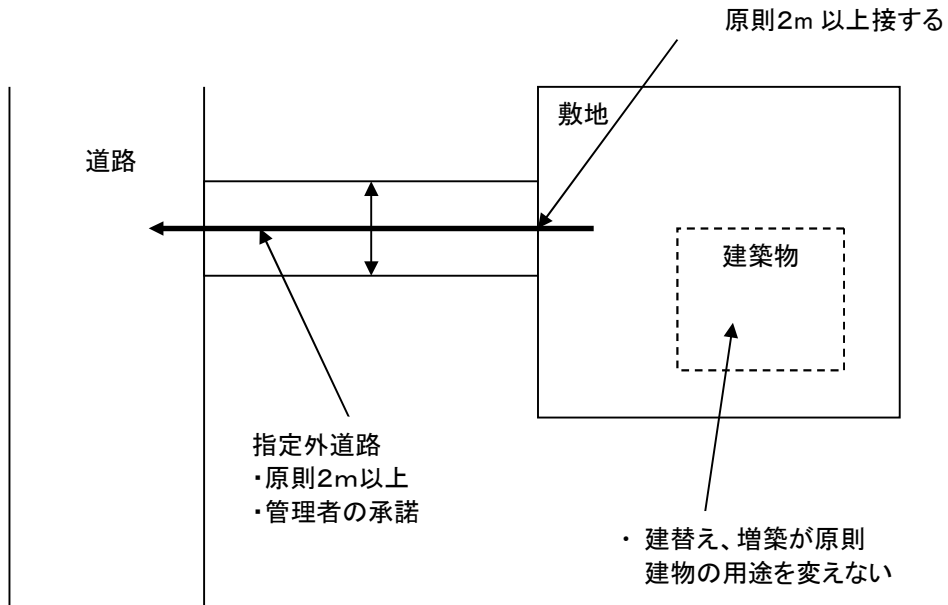 原則2m 以上接する
敷地
道路
建築物
指定外道路
・原則2m以上
・管理者の承諾
・ 建替え、増築が原則
建物の用途を変えない